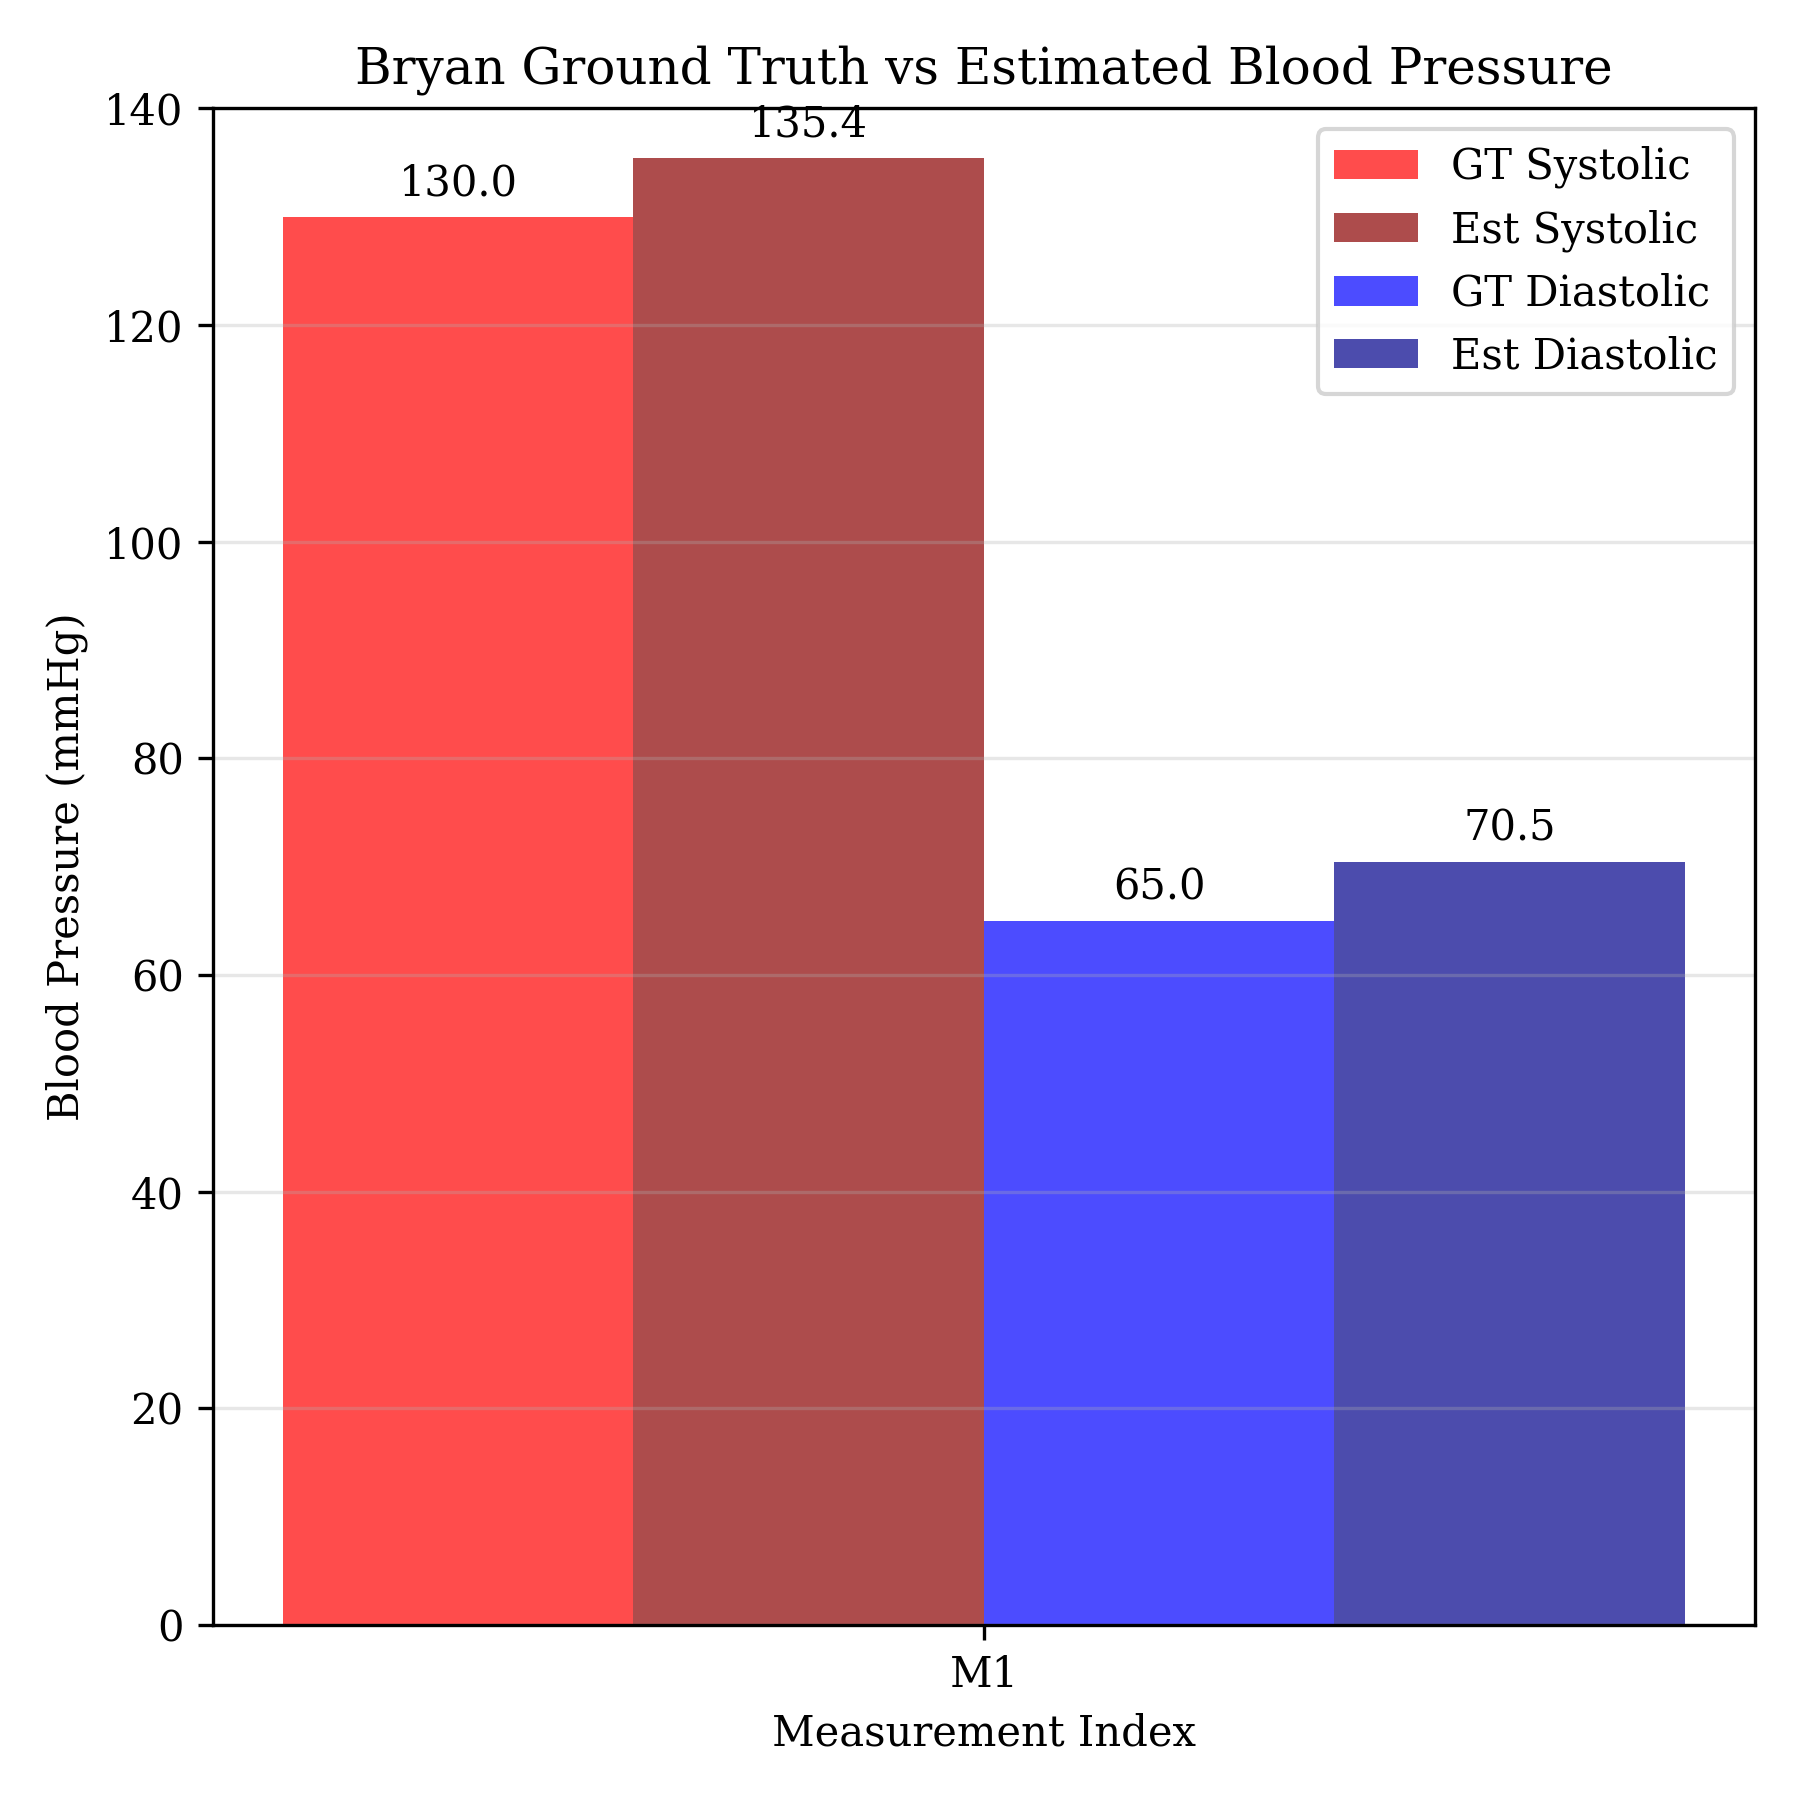 Bryan Ground Truth vs Estimated Blood Pressure
140
120
100
80
60
40
20
0
Blood Pressure (mmHg)
130.0
135.4
65.0
70.5
GT Systolic
Est Systolic
GT Diastolic
Est Diastolic
M1
Measurement Index